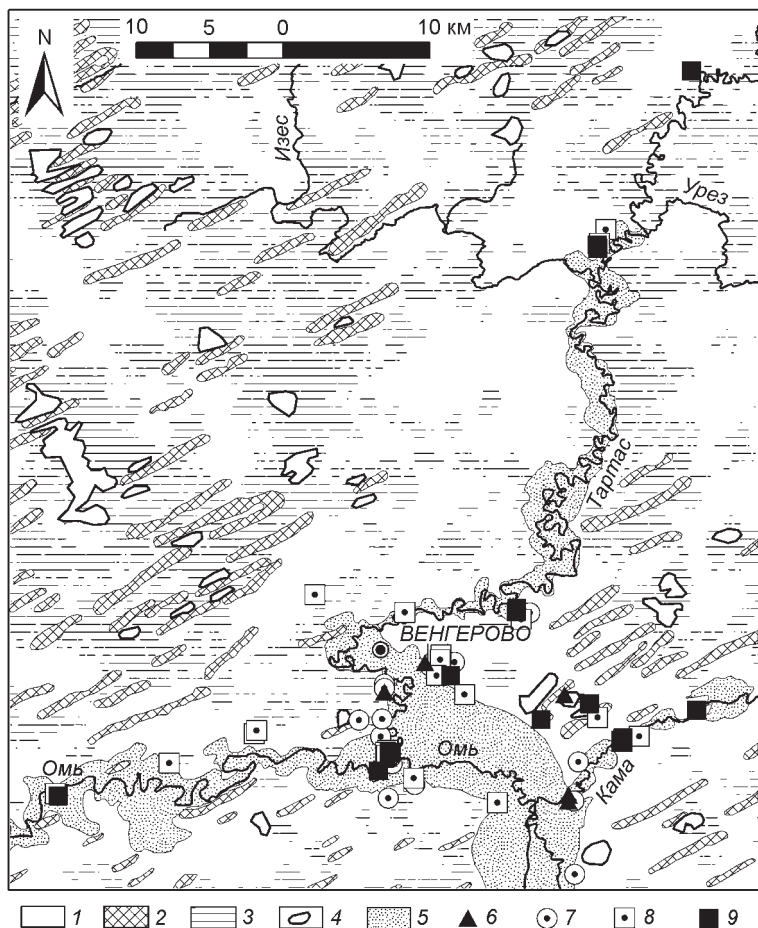 N
10 5 0 10 км
Изес
Урез
Тартас
ВЕНГЕРОВО
Омь
Омь
Кама
1 2 3 4 5 6 7 8 9